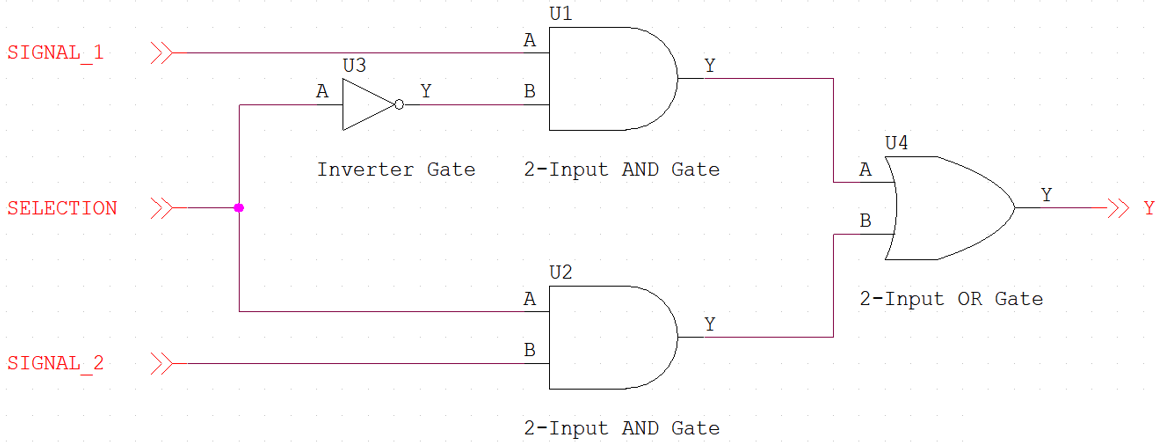 U1
SIGNAL_1
A
Y
U3
A
Y
B
Inverter Gate
2-Input AND Gate
U4
A
SELECTION
Y
Y
B
U2
A
2-Input OR Gate
Y
B
SIGNAL_2
2-Input AND Gate